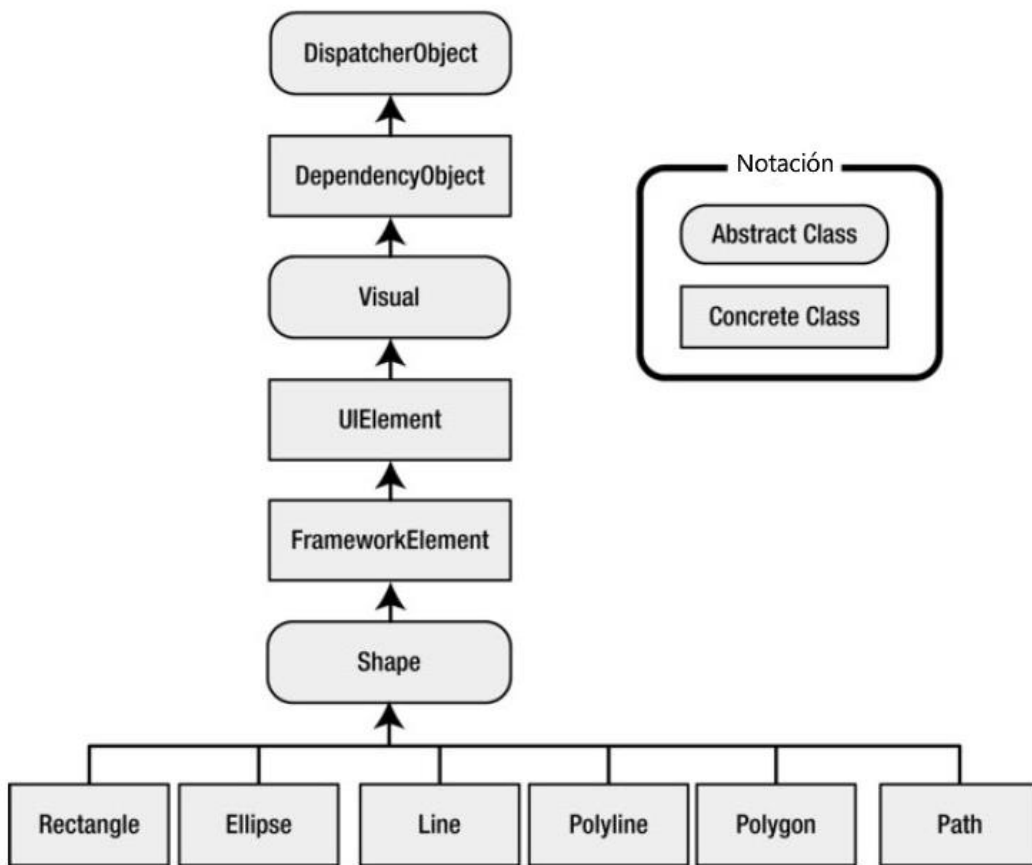 DispatcherObject
DependencyObject
Visual
UIElement
FrameworkElement
Shape
Rectangle
Ellipse
Line
Polyline
Polygon
Path
Notación
Abstract Class
Concrete Class